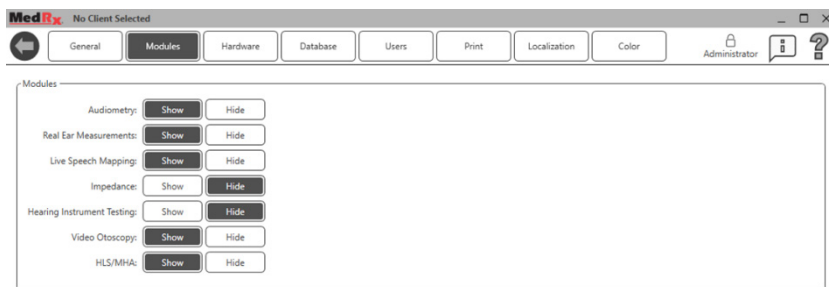 MedRx No Client Selected
General Modules Hardware Database Users Print Localization Color Administrator
Modules
Audiometry: Show Hide
Real Ear Measurements: Show Hide
Live Speech Mapping: Show Hide
Impedance: Show Hide
Hearing Instrument Testing: Show Hide
Video Otoscopy: Show Hide
HLS/MHA: Show Hide